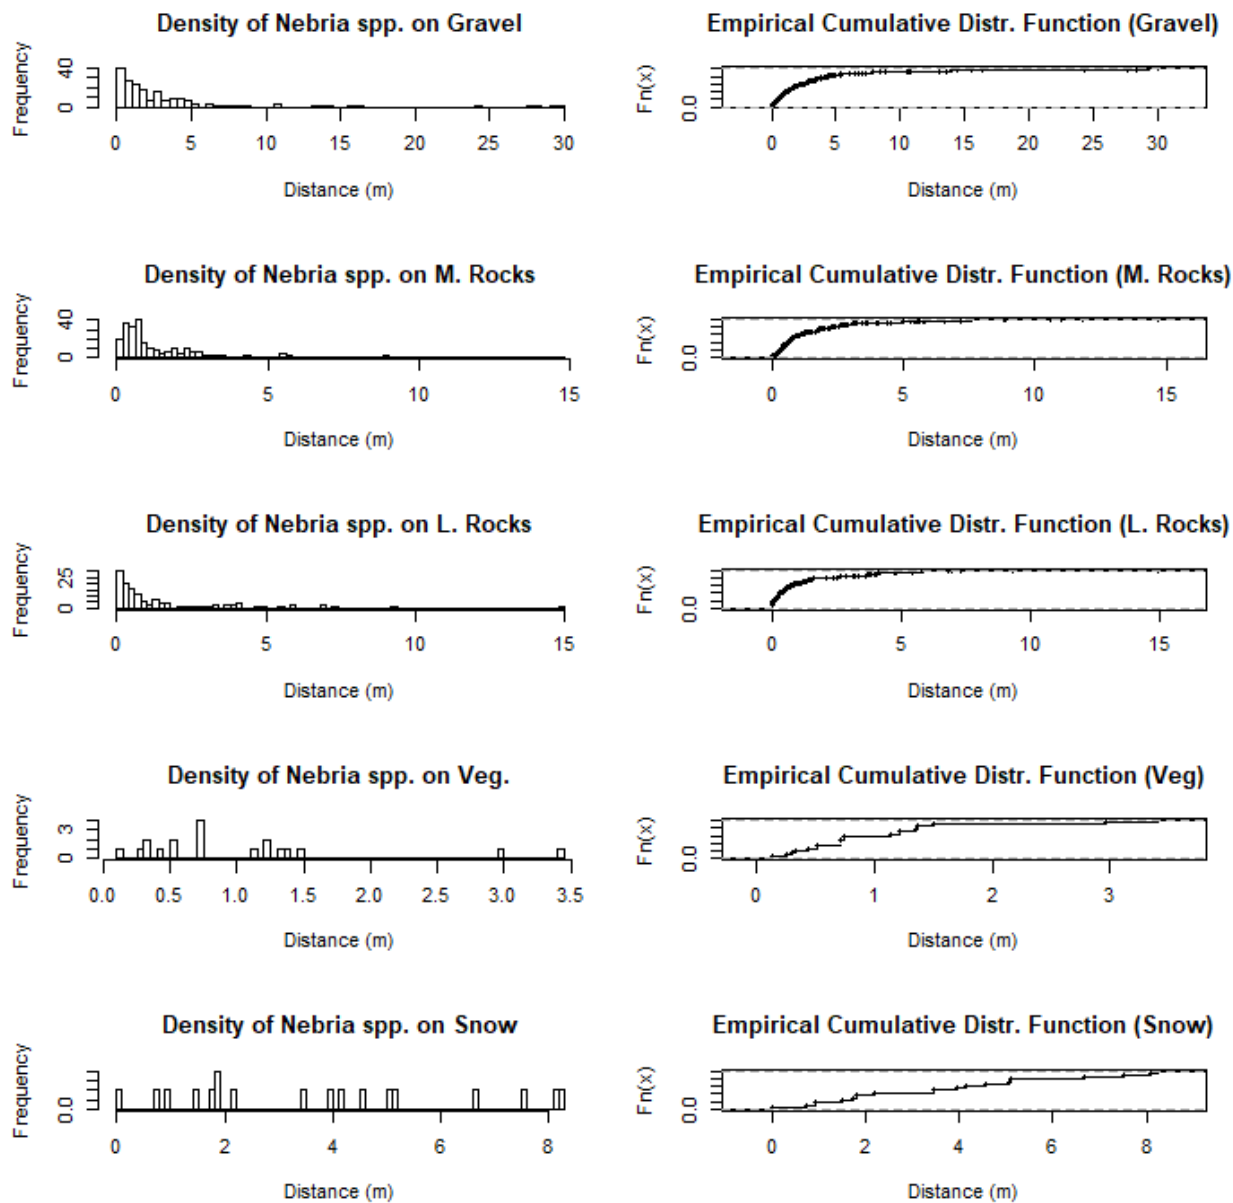 Density of Nebria spp. on Gravel
Frequency
0 40
0 5 10 15 20 25 30
Distance (m)
Empirical Cumulative Distr. Function (Gravel)
Fn(x)
0.0
0 5 10 15 20 25 30
Distance (m)
Density of Nebria spp. on M. Rocks
Frequency
0 40
0 5 10 15
Distance (m)
Empirical Cumulative Distr. Function (M. Rocks)
Fn(x)
0.0
0 5 10 15
Distance (m)
Density of Nebria spp. on L. Rocks
Frequency
0 25
0 5 10 15
Distance (m)
Empirical Cumulative Distr. Function (L. Rocks)
Fn(x)
0.0
0 5 10 15
Distance (m)
Density of Nebria spp. on Veg.
Frequency
0 3
0.0 0.5 1.0 1.5 2.0 2.5 3.0 3.5
Distance (m)
Empirical Cumulative Distr. Function (Veg)
Fn(x)
0.0
0 1 2 3
Distance (m)
Density of Nebria spp. on Snow
Frequency
0.0
0 2 4 6 8
Distance (m)
Empirical Cumulative Distr. Function (Snow)
Fn(x)
0.0
0 2 4 6 8
Distance (m)